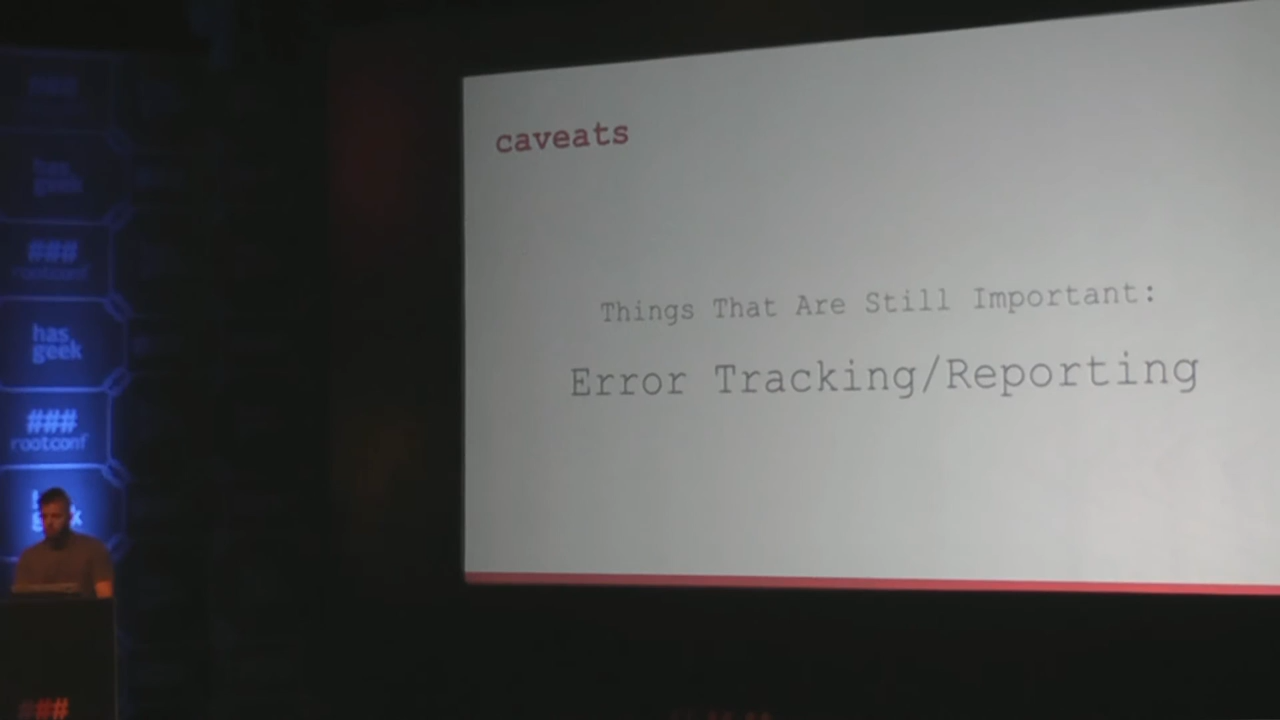 caveats
Things That Are Still Important:
Error Tracking/Reporting
has
geek
###
rootconf
has
geek
###
rootconf
###